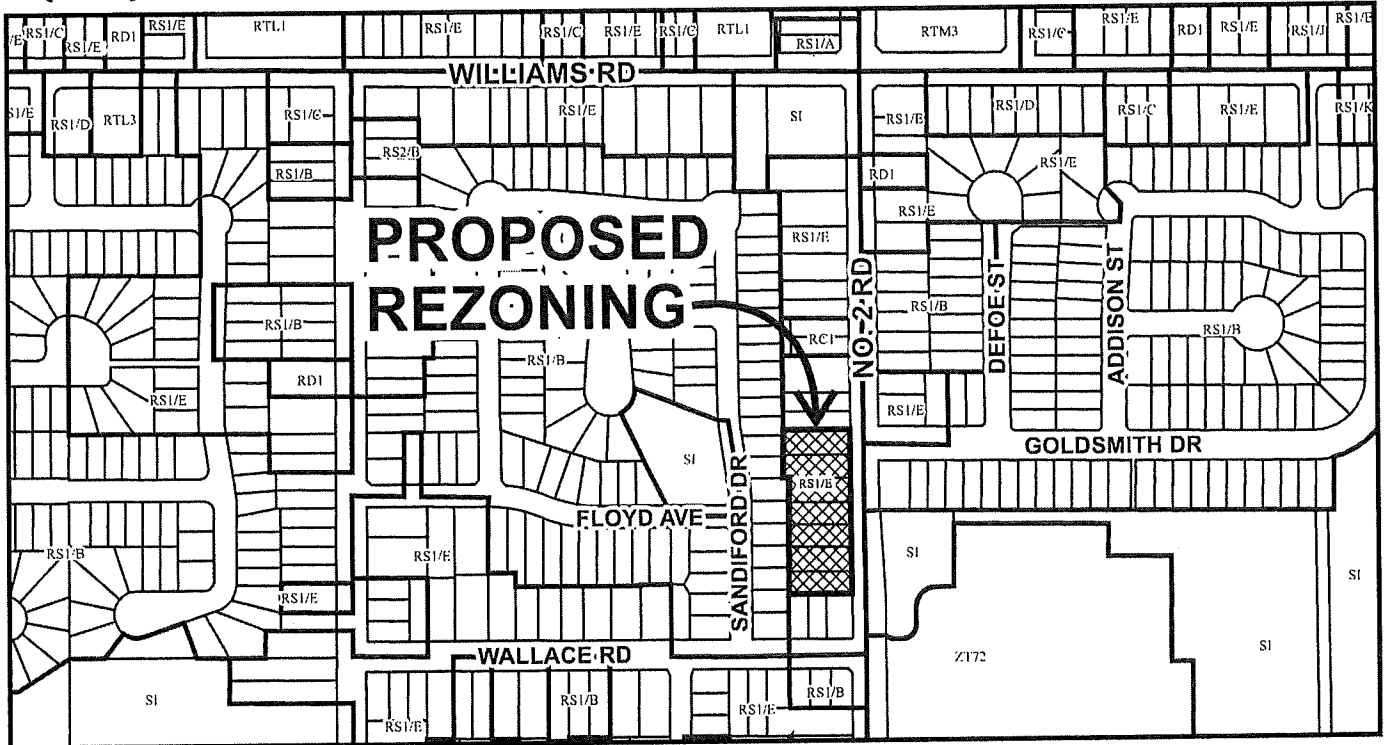 /E
RS1/C
RS1/E
RD1
RS1/E
RTL1
RS1/E
RS1/C
RS1/E
RS1/C
RTL1
RS1/A
RTM3
RS1/C
RS1/E
RD1
RS1/E
RS1/J
RS1/E
WILLIAMS RD
S1/E
RS1/D
RTL3
RS1/C
RS1/E
SI
RS1/E
RS1/D
RS1/C
RS1/E
RS1/K
RS1/B
RS2/B
RD1
RS1/E
RS1/E
PROPOSED
REZONING
RS1/E
NO. 2 RD
DEFOE ST
ADDISON ST
RS1/B
RS1/B
RS1/B
RC1
RS1/B
RD1
RS1/E
RS1/E
GOLDSMITH DR
SI
SANDIFORD DR
RS1/E
FLOYD AVE
RS1/B
RS1/E
SI
SI
RS1/E
WALLACE RD
ZT72
SI
SI
RS1/E
RS1/B
RS1/E
RS1/B